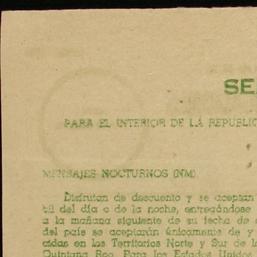 SE
PARA EL INTERIOR DE LA REPUBLIC
MENSAJES NOCTURNOS (NM)
Disfrutan de descuento y se aceptan
bil del día o de la noche, entregándose
a la mañana siguiente de su fecha de
del país se aceptarán únicamente de y
cidas en los Territorios Norte y Sur de la
Quintana Roo. Para los Estados Unidos